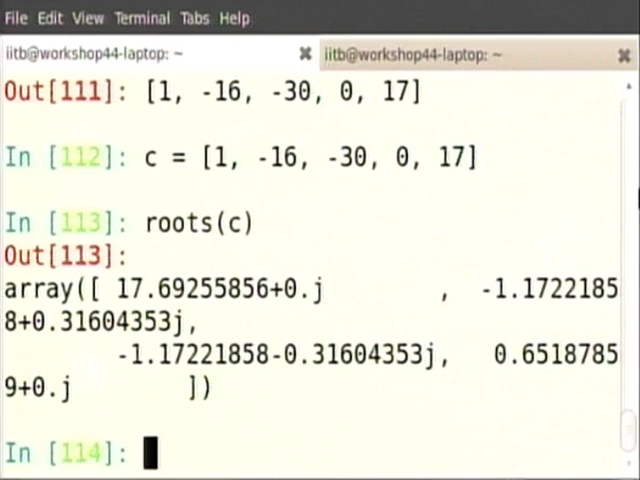 File Edit View Terminal Tabs Help
iitb@workshop44-laptop: ~ iitb@workshop44-laptop: ~
Out[111]: [1, -16, -30, 0, 17]
In [112]: c = [1, -16, -30, 0, 17]
In [113]: roots(c)
Out[113]:
array([ 17.69255856+0.j        , -1.1722185
8+0.31604353j,
-1.17221858-0.31604353j,  0.6518785
9+0.j        ])
In [114]: